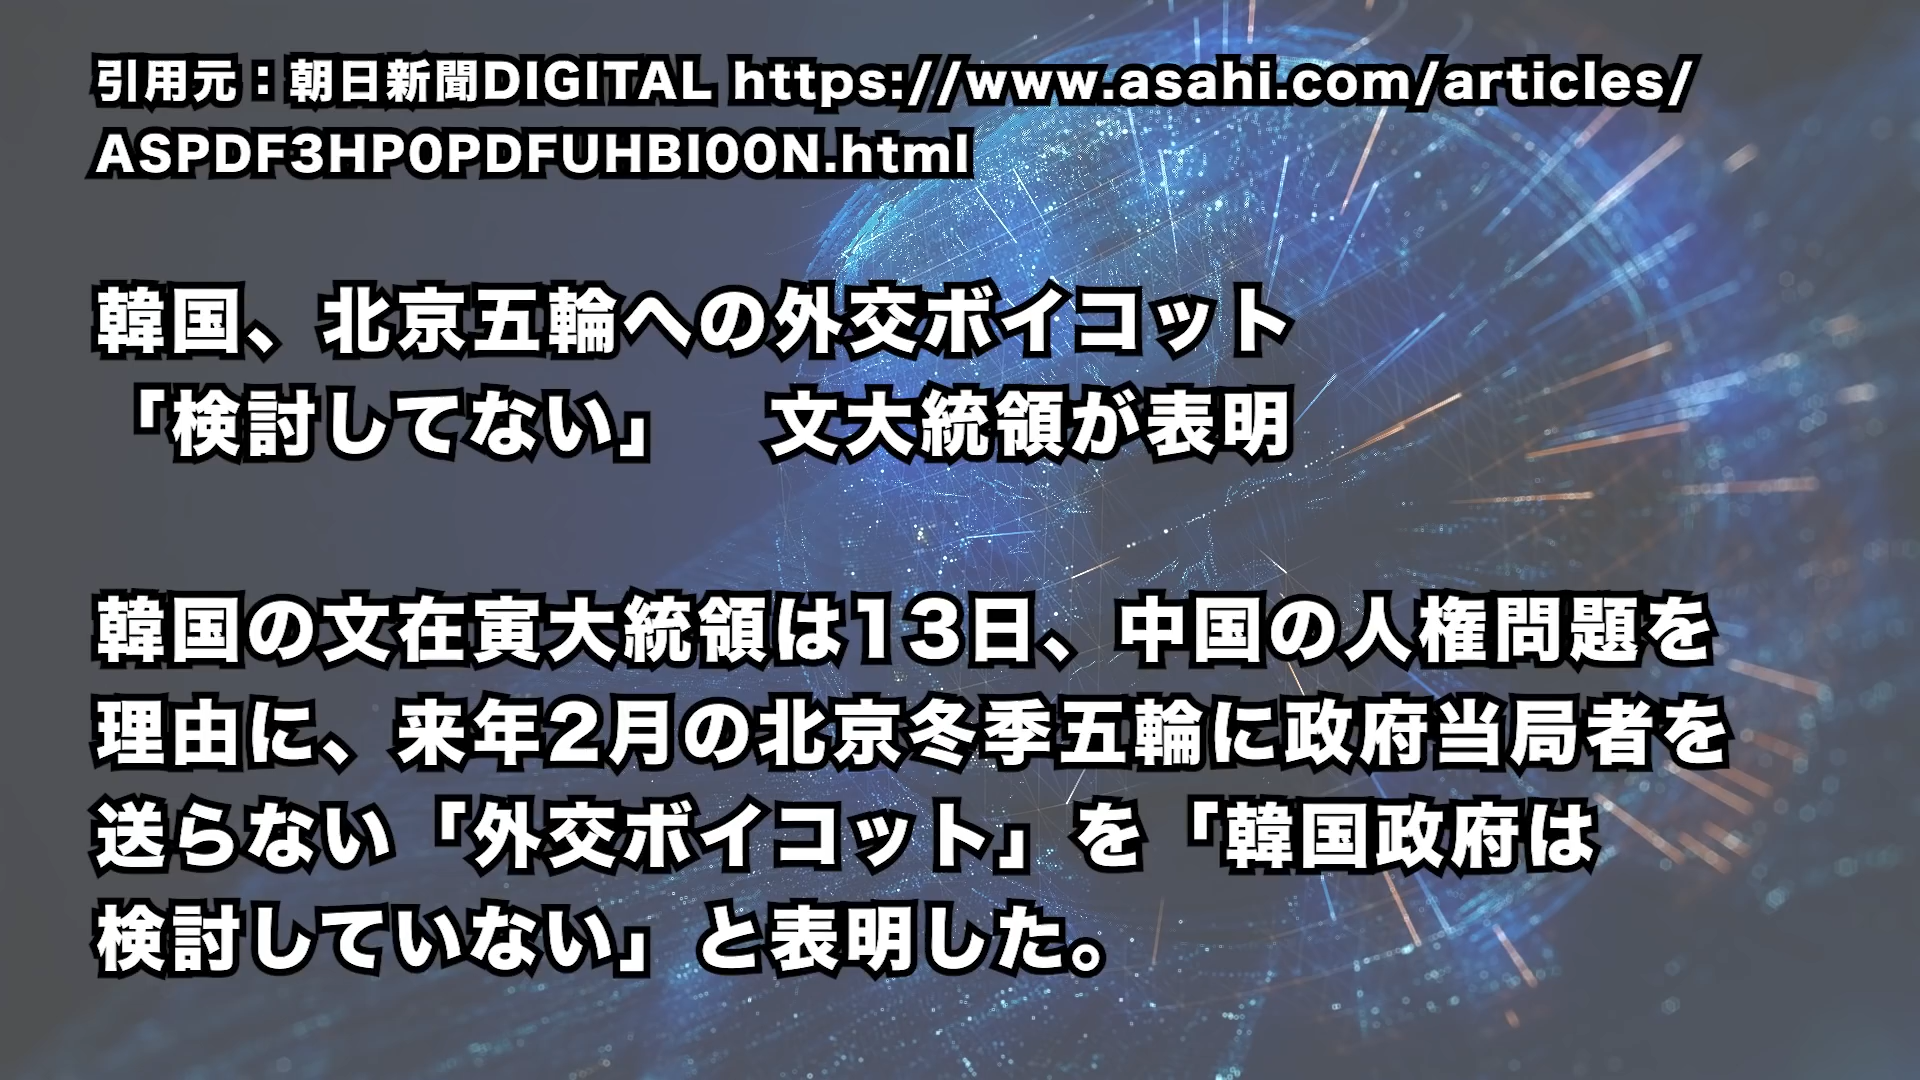 引用元：朝日新聞DIGITAL https://www.asahi.com/articles/
ASPDF3HP0PDFUHBI00N.html
韓国、北京五輪への外交ボイコット
「検討してない」　文大統領が表明
韓国の文在寅大統領は13日、中国の人権問題を
理由に、来年2月の北京冬季五輪に政府当局者を
送らない「外交ボイコット」を「韓国政府は
検討していない」と表明した。